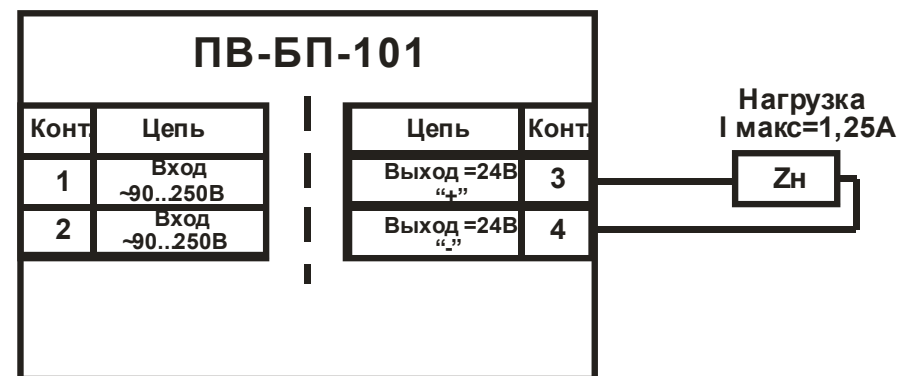 ПВ-БП-101
Нагрузка
I макс=1,25А
Конт. Цепь
Цепь Конт.
1 Вход
~90...250В
Выход =24В
“+” 3
Zн
2 Вход
~90...250В
Выход =24В
“-” 4